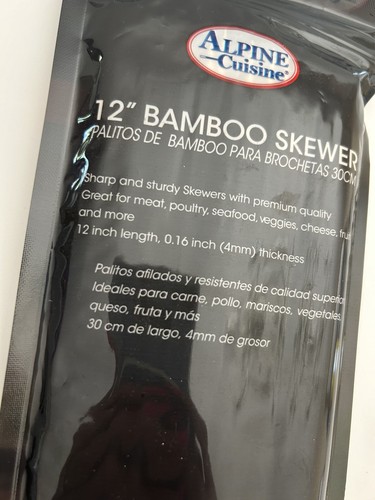 ALPINE
Cuisine®
12" BAMBOO SKEWER
PALITOS DE BAMBOO PARA BROCHETAS 30CM
Sharp and sturdy Skewers with premium quality
Great for meat, poultry, seafood, veggies, cheese,
and more
12 inch length, 0.16 inch (4mm) thickness
Palitos afilados y resistentes de calidad superior
Ideales para carne, pollo, mariscos, vegetales,
queso, fruta y más
30 cm de largo, 4mm de grosor